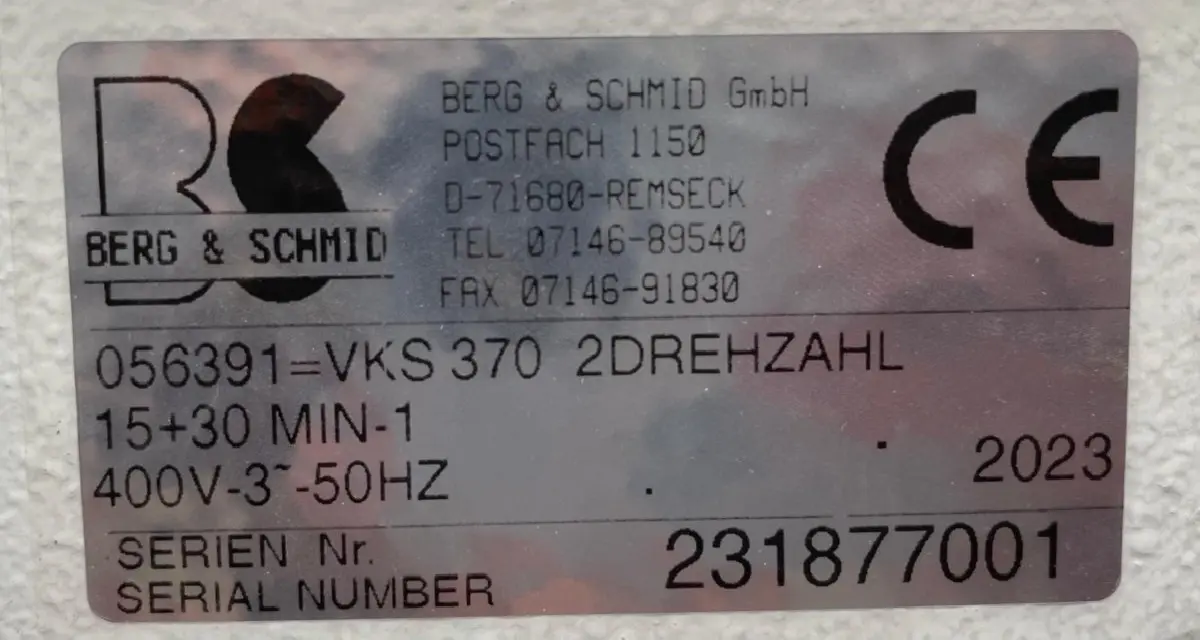 BS
BERG & SCHMID
BERG & SCHMID GmbH
POSTFACH 1150
D-71680-REMSECK
TEL 07146-89540
FAX 07146-91830
CE
056391=VKS 370 2DREHZAHL
15+30 MIN-1
400V-3~-50HZ
2023
SERIEN Nr.
SERIAL NUMBER
231877001